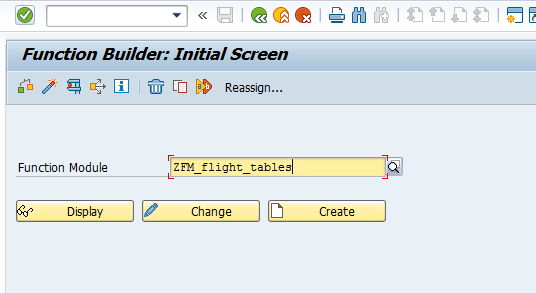 Function Builder: Initial Screen
Reassign...
Function Module ZFM_flight_tables
Display Change Create